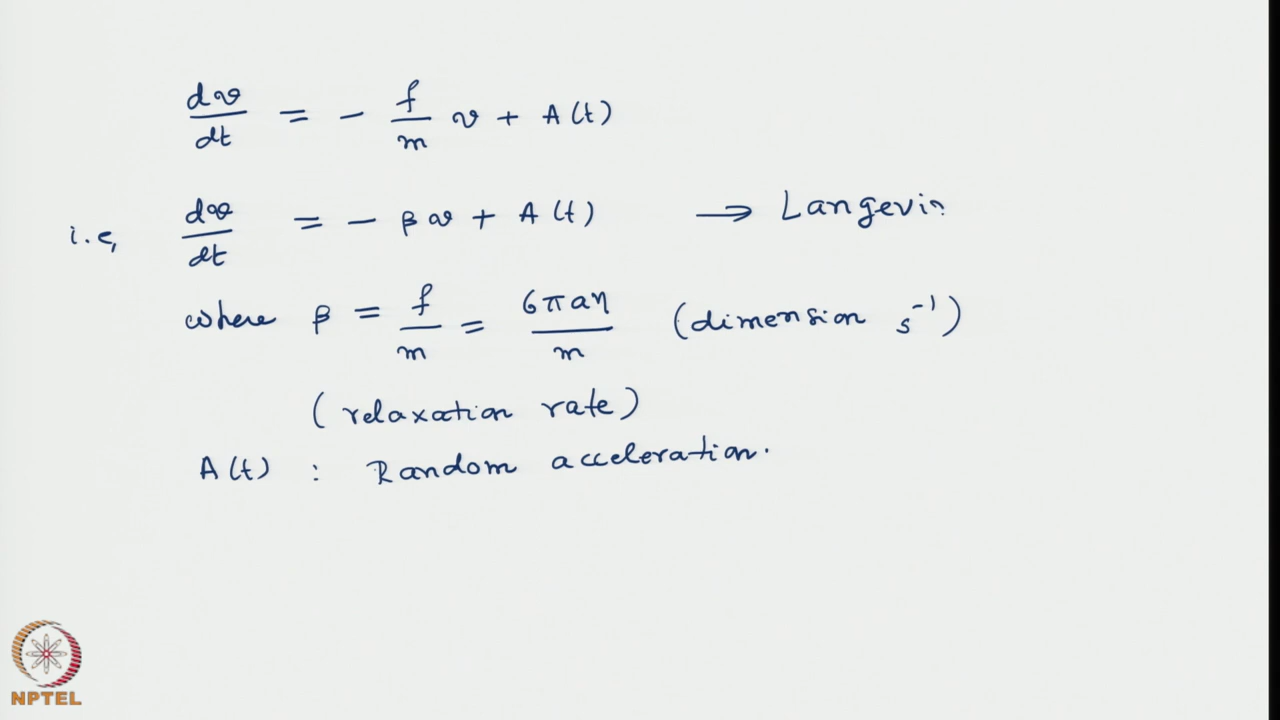 dv/dt = - f/m v + A(t)
i.e, dv/dt = - βv + A(t) → Langevin
where β = f/m = 6πaη/m (dimension s⁻¹)
(relaxation rate)
A(t) : Random acceleration.
NPTEL